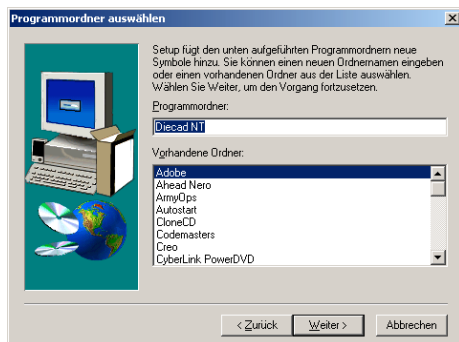 Programmordner auswählen
Setup fügt den unten aufgeführten Programmordnern neue
Symbole hinzu. Sie können einen neuen Ordnernamen eingeben
oder einen vorhandenen Ordner aus der Liste auswählen.
Wählen Sie Weiter, um den Vorgang fortzusetzen.
Programmordner:
Diecad NT
Vorhandene Ordner:
Adobe
Ahead Nero
ArmyOps
Autostart
CloneCD
Codemasters
Creo
CyberLink PowerDVD
< Zurück Weiter > Abbrechen